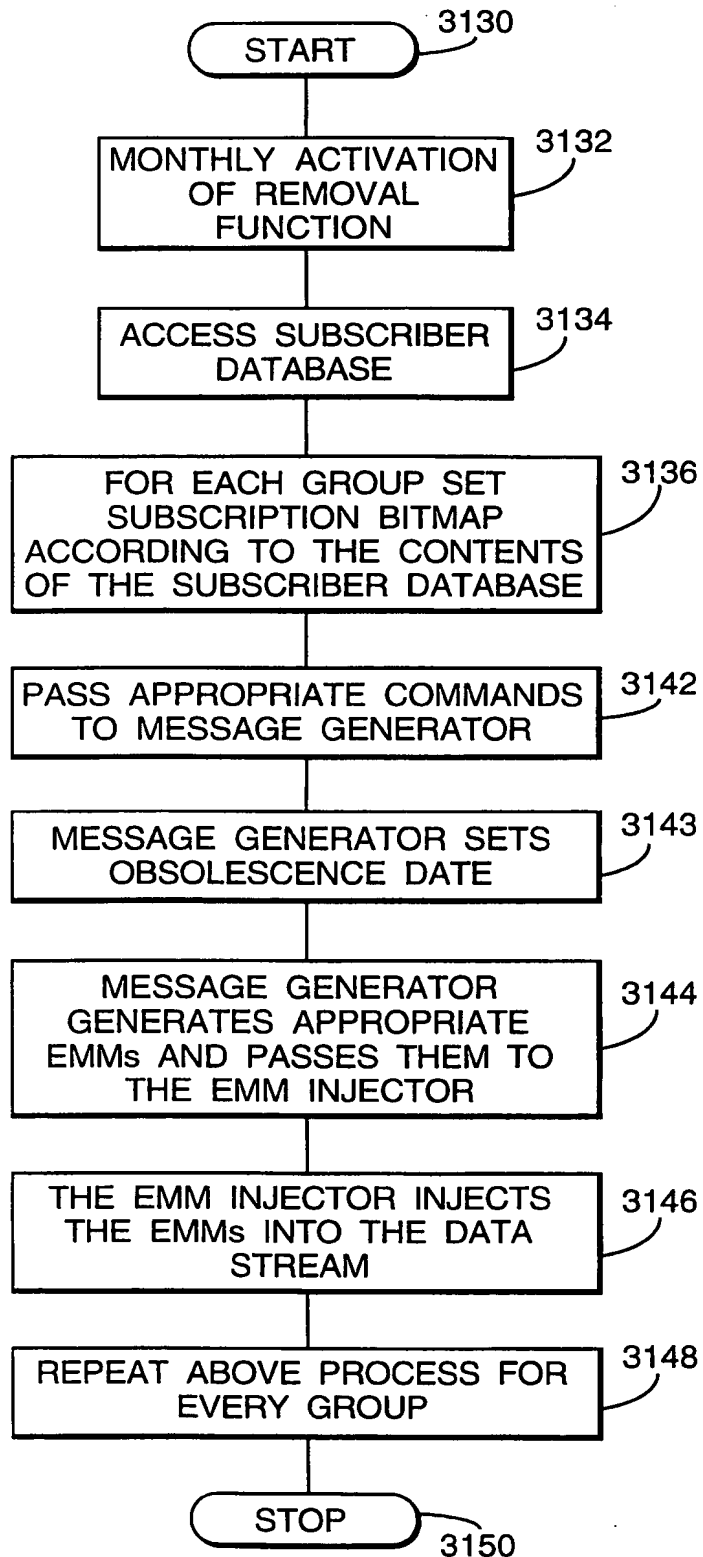 START
3130
MONTHLY ACTIVATION
OF REMOVAL
FUNCTION
3132
ACCESS SUBSCRIBER
DATABASE
3134
FOR EACH GROUP SET
SUBSCRIPTION BITMAP
ACCORDING TO THE CONTENTS
OF THE SUBSCRIBER DATABASE
3136
PASS APPROPRIATE COMMANDS
TO MESSAGE GENERATOR
3142
MESSAGE GENERATOR SETS
OBSOLESCENCE DATE
3143
MESSAGE GENERATOR
GENERATES APPROPRIATE
EMMs AND PASSES THEM TO
THE EMM INJECTOR
3144
THE EMM INJECTOR INJECTS
THE EMMs INTO THE DATA
STREAM
3146
REPEAT ABOVE PROCESS FOR
EVERY GROUP
3148
STOP
3150